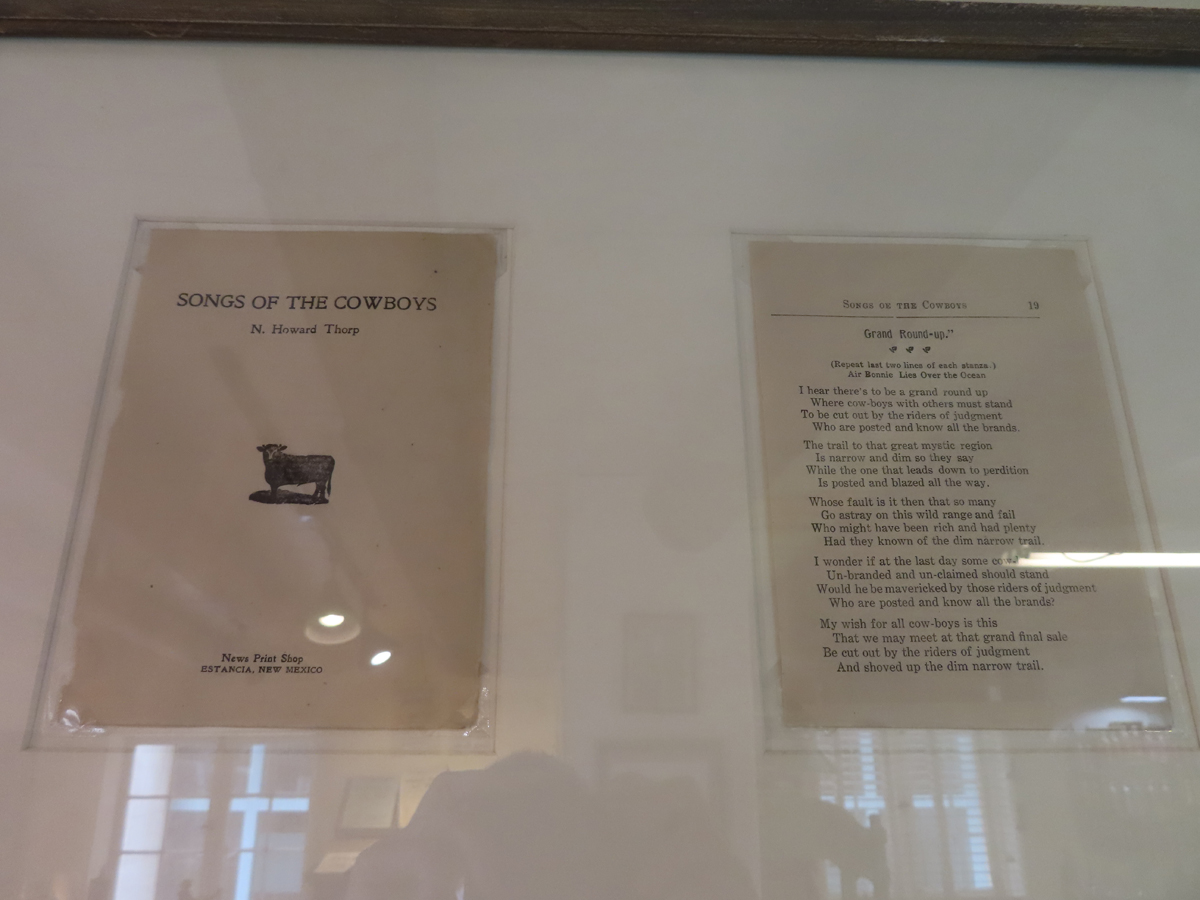 SONGS OF THE COWBOYS
N. Howard Thorp
News Print Shop
ESTANCIA, NEW MEXICO
SONGS OF THE COWBOYS 19
Grand Round-up."
(Repeat last two lines of each stanza.)
Air Bonnie Lies Over the Ocean
I hear there's to be a grand round up
Where cow-boys with others must stand
To be cut out by the riders of judgment
Who are posted and know all the brands.
The trail to that great mystic region
Is narrow and dim so they say
While the one that leads down to perdition
Is posted and blazed all the way.
Whose fault is it then that so many
Go astray on this wild range and fail
Who might have been rich and had plenty
Had they known of the dim narrow trail.
I wonder if at the last day some
Un-branded and un-claimed should stand
Would he be mavericked by those riders of judgment
Who are posted and know all the brands?
My wish for all cow-boys is this
That we may meet at that grand final sale
Be cut out by the riders of judgment
And shoved up the dim narrow trail.